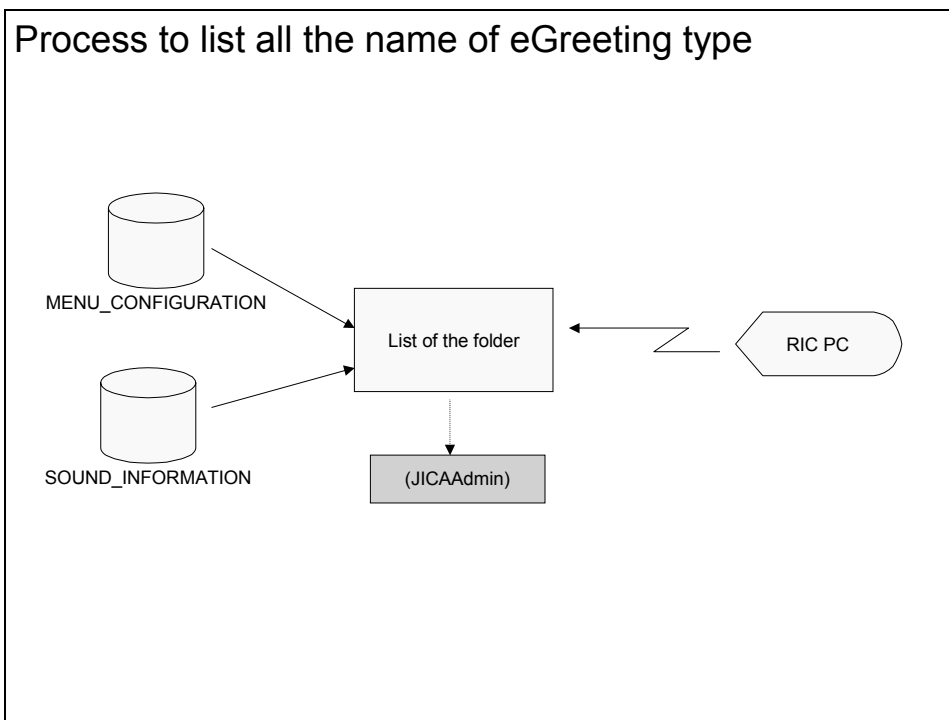 Process to list all the name of eGreeting type
MENU_CONFIGURATION
List of the folder
RIC PC
SOUND_INFORMATION
(JICAAdmin)